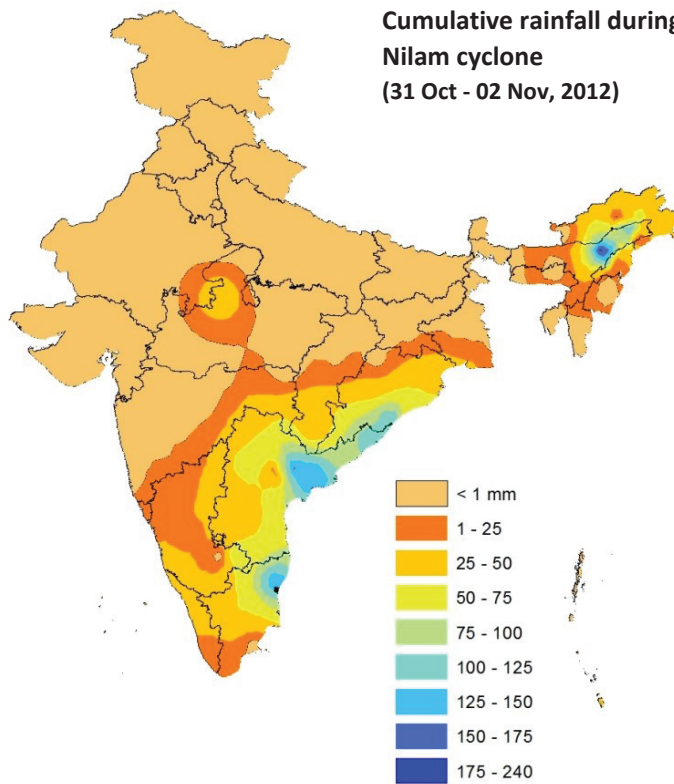 Cumulative rainfall during
Nilam cyclone
(31 Oct - 02 Nov, 2012)
< 1 mm
1 - 25
25 - 50
50 - 75
75 - 100
100 - 125
125 - 150
150 - 175
175 - 240